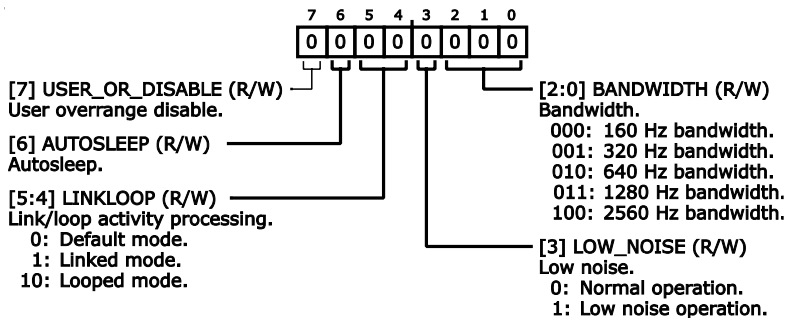 7 6 5 4 3 2 1 0
0 0 0 0 0 0 0 0
[7] USER_OR_DISABLE (R/W)
User overrange disable.
[6] AUTOSLEEP (R/W)
Autosleep.
[5:4] LINKLOOP (R/W)
Link/loop activity processing.
0: Default mode.
1: Linked mode.
10: Looped mode.
[2:0] BANDWIDTH (R/W)
Bandwidth.
000: 160 Hz bandwidth.
001: 320 Hz bandwidth.
010: 640 Hz bandwidth.
011: 1280 Hz bandwidth.
100: 2560 Hz bandwidth.
[3] LOW_NOISE (R/W)
Low noise.
0: Normal operation.
1: Low noise operation.